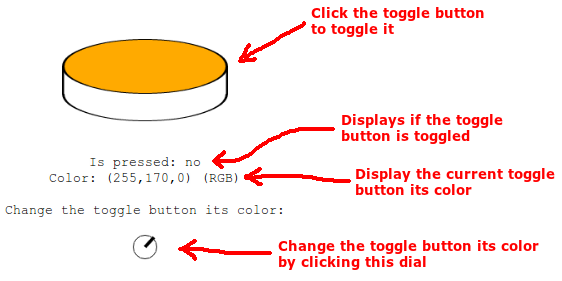 Click the toggle button
to toggle it
Displays if the toggle
button is toggled
Is pressed: no
Color: (255,170,0) (RGB)
Display the current toggle
button its color
Change the toggle button its color:
Change the toggle button its color
by clicking this dial